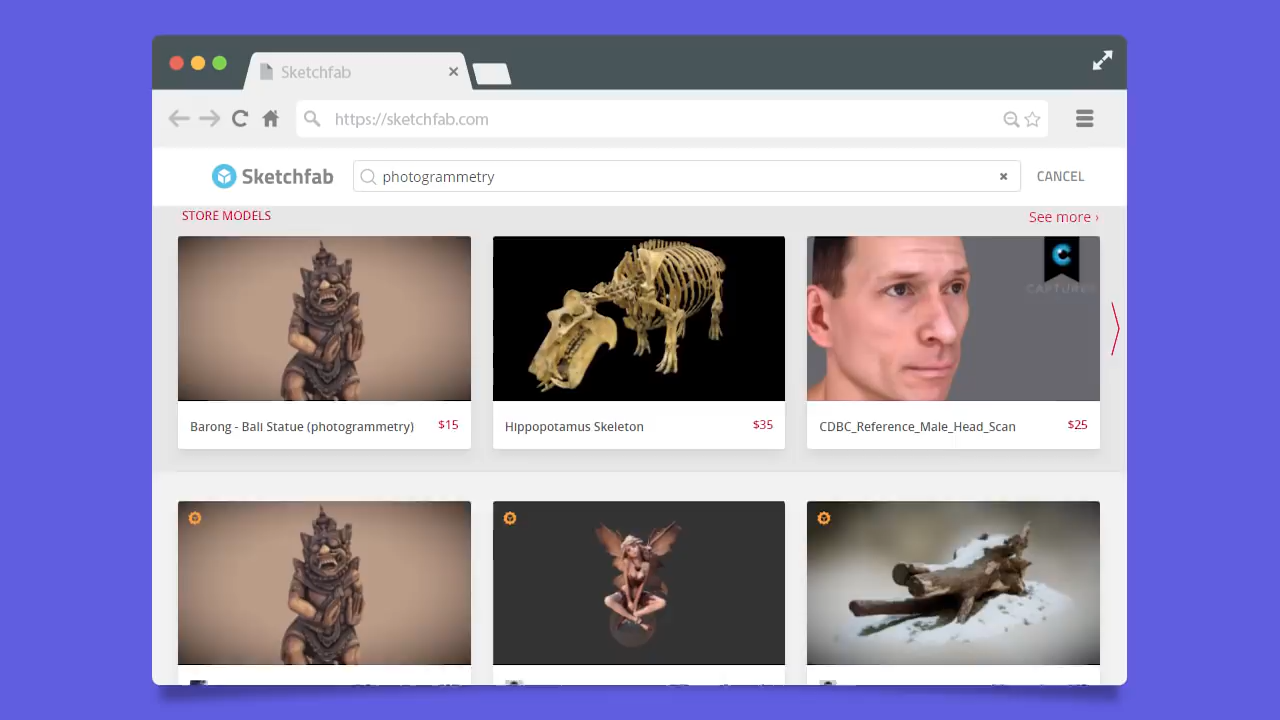 Sketchfab
https://sketchfab.com
Sketchfab
photogrammetry
CANCEL
STORE MODELS
See more ›
CAPTURED
Barong - Bali Statue (photogrammetry)
$15
Hippopotamus Skeleton
$35
CDBC_Reference_Male_Head_Scan
$25